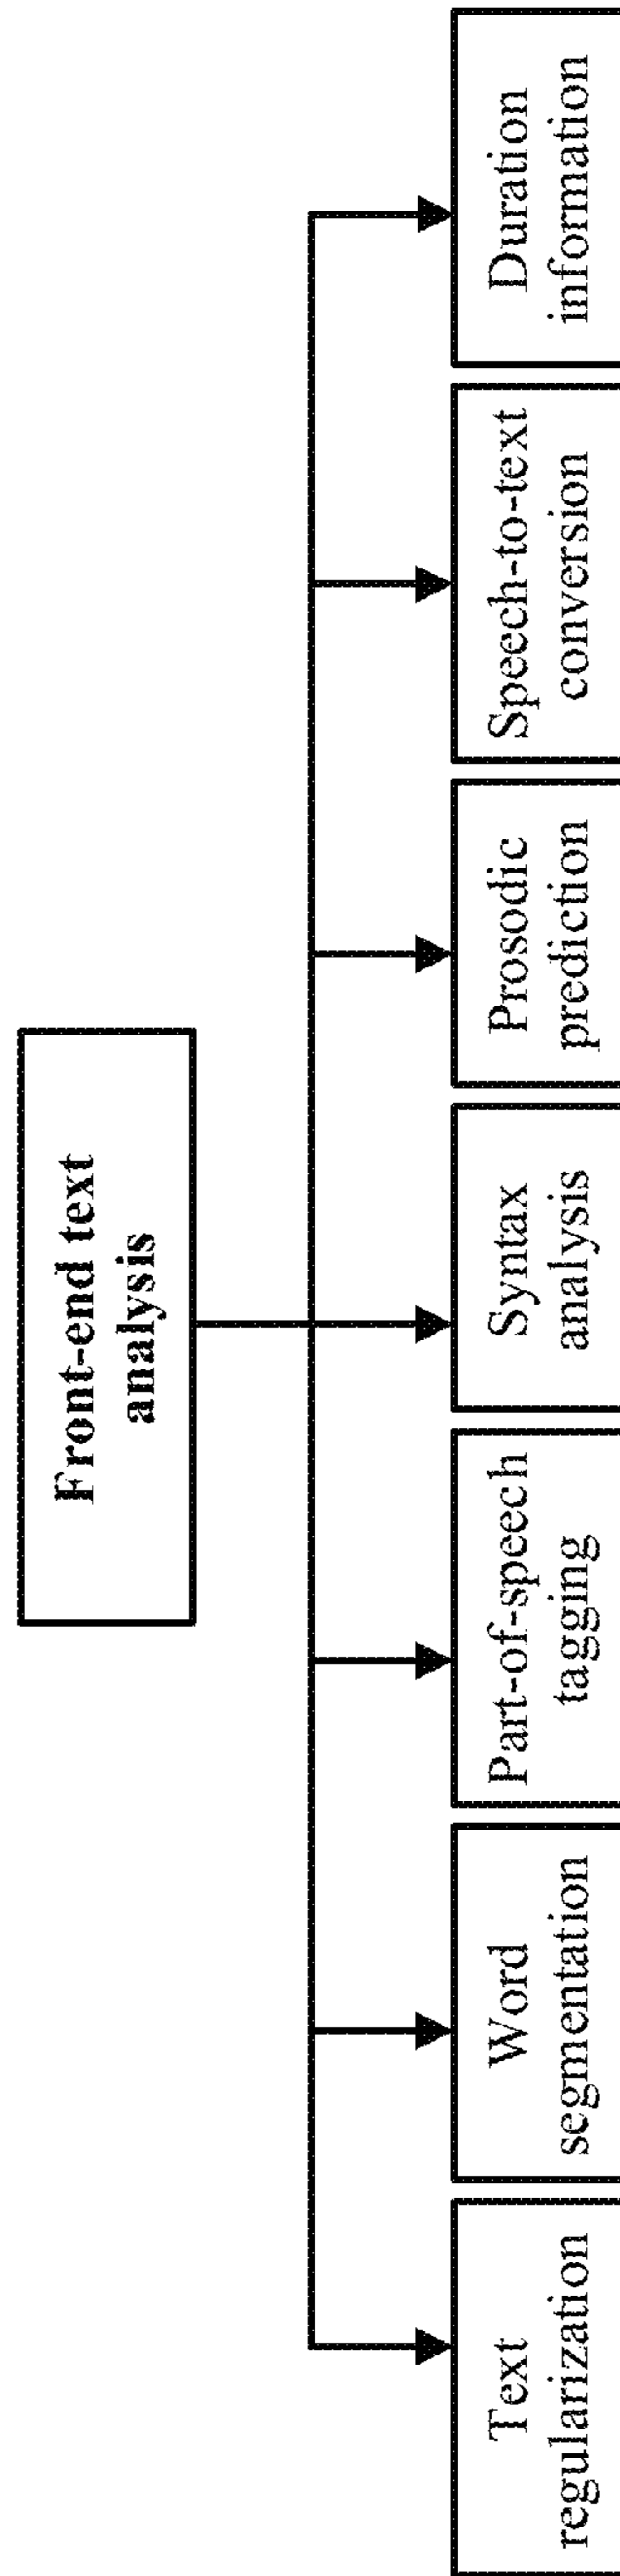 Front-end text
analysis
Text
regularization
Word
segmentation
Part-of-speech
tagging
Syntax
analysis
Prosodic
prediction
Speech-to-text
conversion
Duration
information